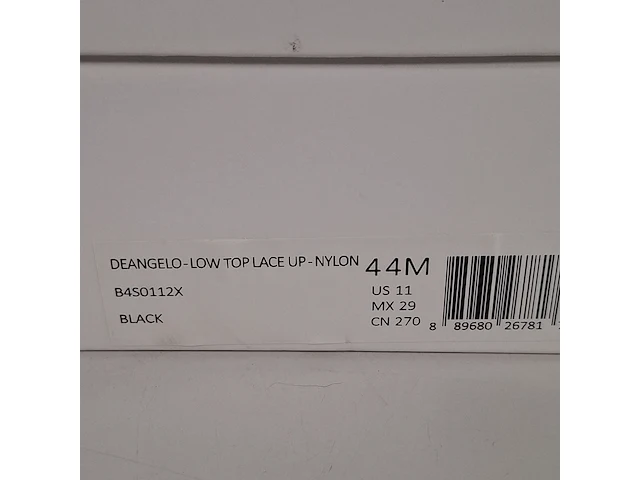 DEANGELO-LOW TOP LACE UP-NYLON 44M
B4S0112X US 11
MX 29
BLACK CN 270
8 89680 26781